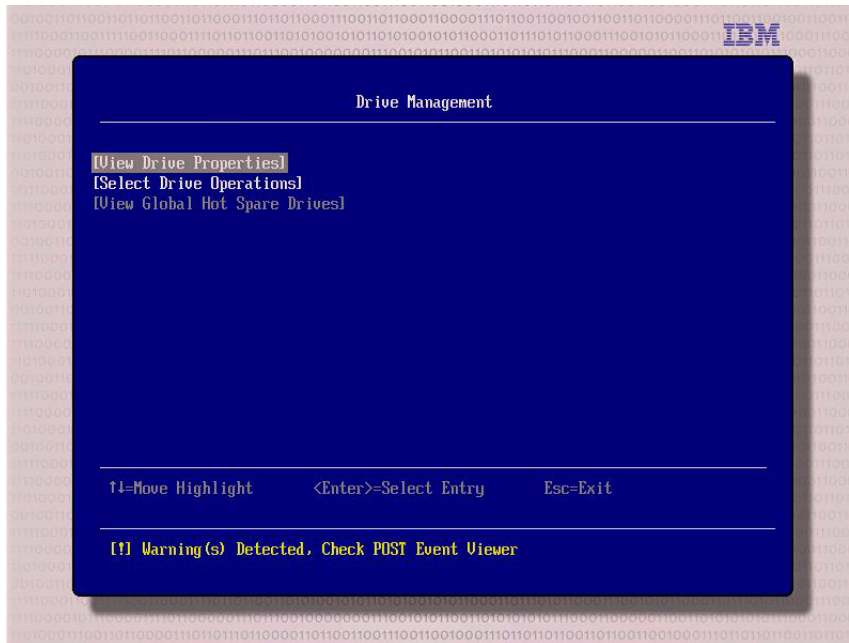 IBM
Drive Management
[View Drive Properties]
[Select Drive Operations]
[View Global Hot Spare Drives]
↑↓=Move Highlight <Enter>=Select Entry Esc=Exit
[!] Warning(s) Detected, Check POST Event Viewer